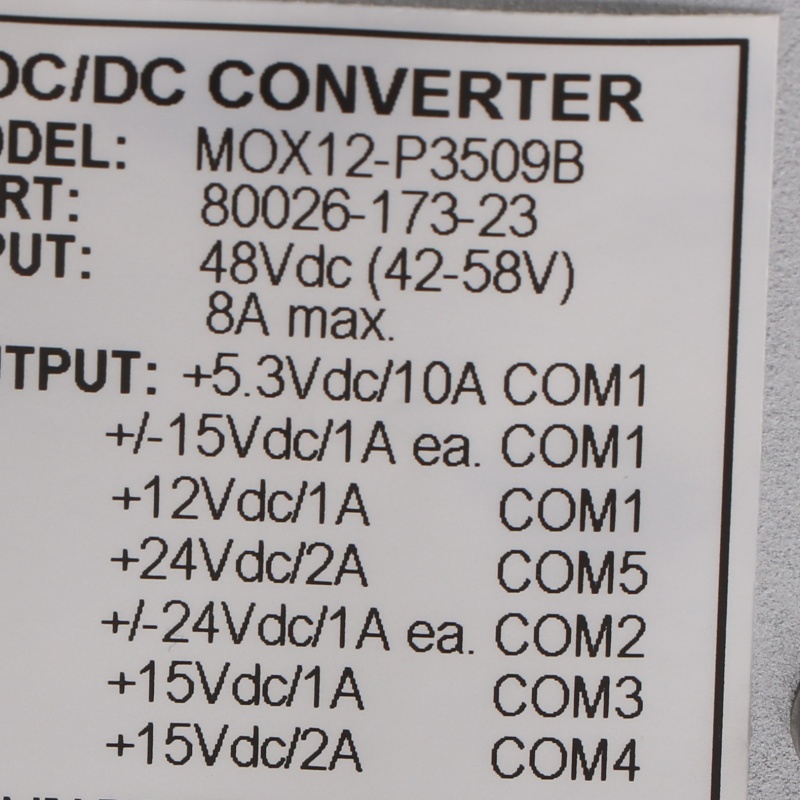 DC/DC CONVERTER
ODEL: MOX12-P3509B
RT: 80026-173-23
PUT: 48Vdc (42-58V)
8A max.
TPUT: +5.3Vdc/10A COM1
+/-15Vdc/1A ea. COM1
+12Vdc/1A COM1
+24Vdc/2A COM5
+/-24Vdc/1A ea. COM2
+15Vdc/1A COM3
+15Vdc/2A COM4